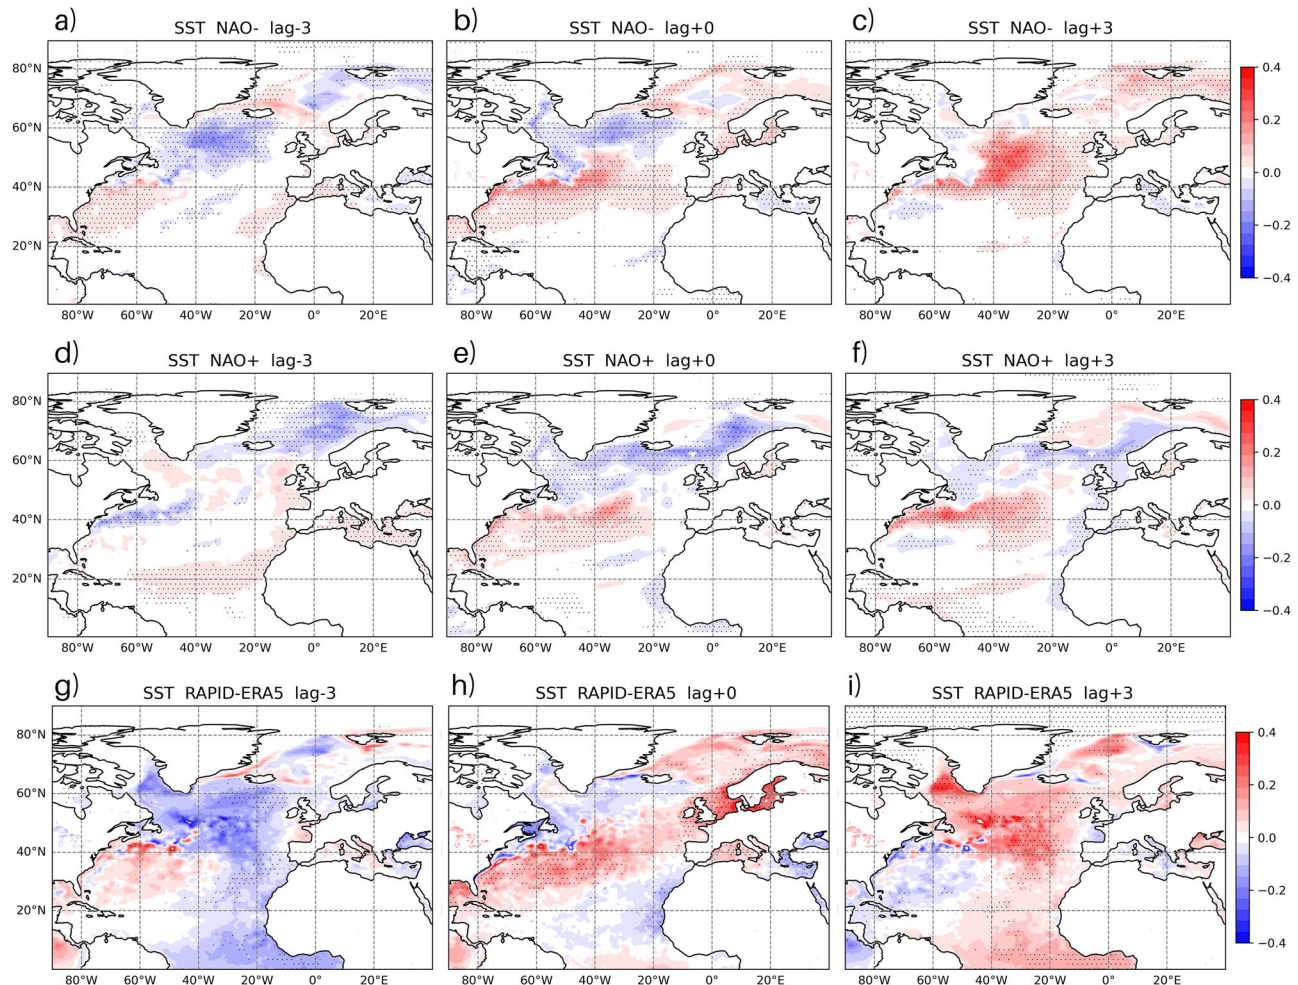 a) SST NAO- lag-3
b) SST NAO- lag+0
c) SST NAO- lag+3
80°N
60°N
40°N
20°N
80°W 60°W 40°W 20°W 0° 20°E
80°W 60°W 40°W 20°W 0° 20°E
80°W 60°W 40°W 20°W 0° 20°E
0.4
0.2
0.0
−0.2
−0.4
d) SST NAO+ lag-3
e) SST NAO+ lag+0
f) SST NAO+ lag+3
80°N
60°N
40°N
20°N
80°W 60°W 40°W 20°W 0° 20°E
80°W 60°W 40°W 20°W 0° 20°E
80°W 60°W 40°W 20°W 0° 20°E
0.4
0.2
0.0
−0.2
−0.4
g) SST RAPID-ERA5 lag-3
h) SST RAPID-ERA5 lag+0
i) SST RAPID-ERA5 lag+3
80°N
60°N
40°N
20°N
80°W 60°W 40°W 20°W 0° 20°E
80°W 60°W 40°W 20°W 0° 20°E
80°W 60°W 40°W 20°W 0° 20°E
0.4
0.2
0.0
−0.2
−0.4